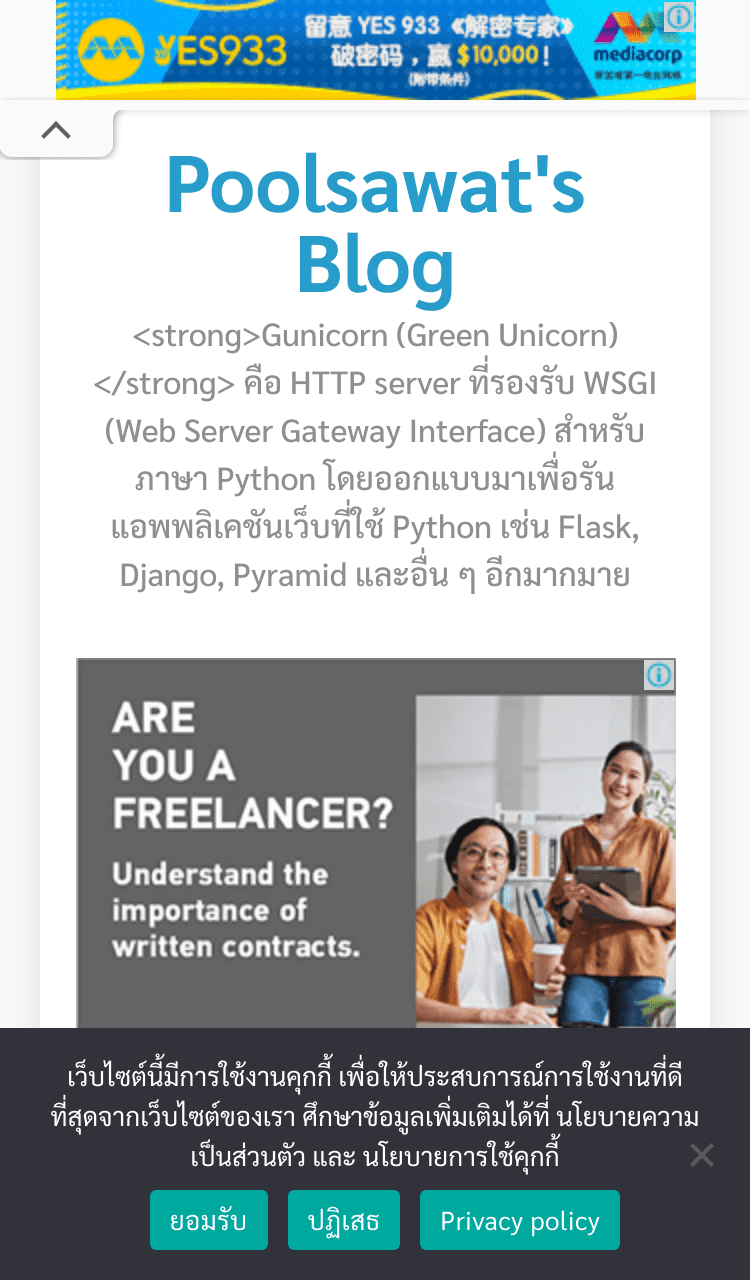 YES933
留意 YES 933《解密专家》
破密码，赢 $10,000！
(附带条件)
mediacorp
新加坡第一商台网络
Poolsawat's
Blog
<strong>Gunicorn (Green Unicorn)
</strong> คือ HTTP server ที่รองรับ WSGI
(Web Server Gateway Interface) สำหรับ
ภาษา Python โดยออกแบบมาเพื่อรัน
แอพพลิเคชันเว็บที่ใช้ Python เช่น Flask,
Django, Pyramid และอื่น ๆ อีกมากมาย
ARE
YOU A
FREELANCER?
Understand the
importance of
written contracts.
เว็บไซต์นี้มีการใช้งานคุกกี้ เพื่อให้ประสบการณ์การใช้งานที่ดี
ที่สุดจากเว็บไซต์ของเรา ศึกษาข้อมูลเพิ่มเติมได้ที่ นโยบายความ
เป็นส่วนตัว และ นโยบายการใช้คุกกี้
ยอมรับ
ปฏิเสธ
Privacy policy